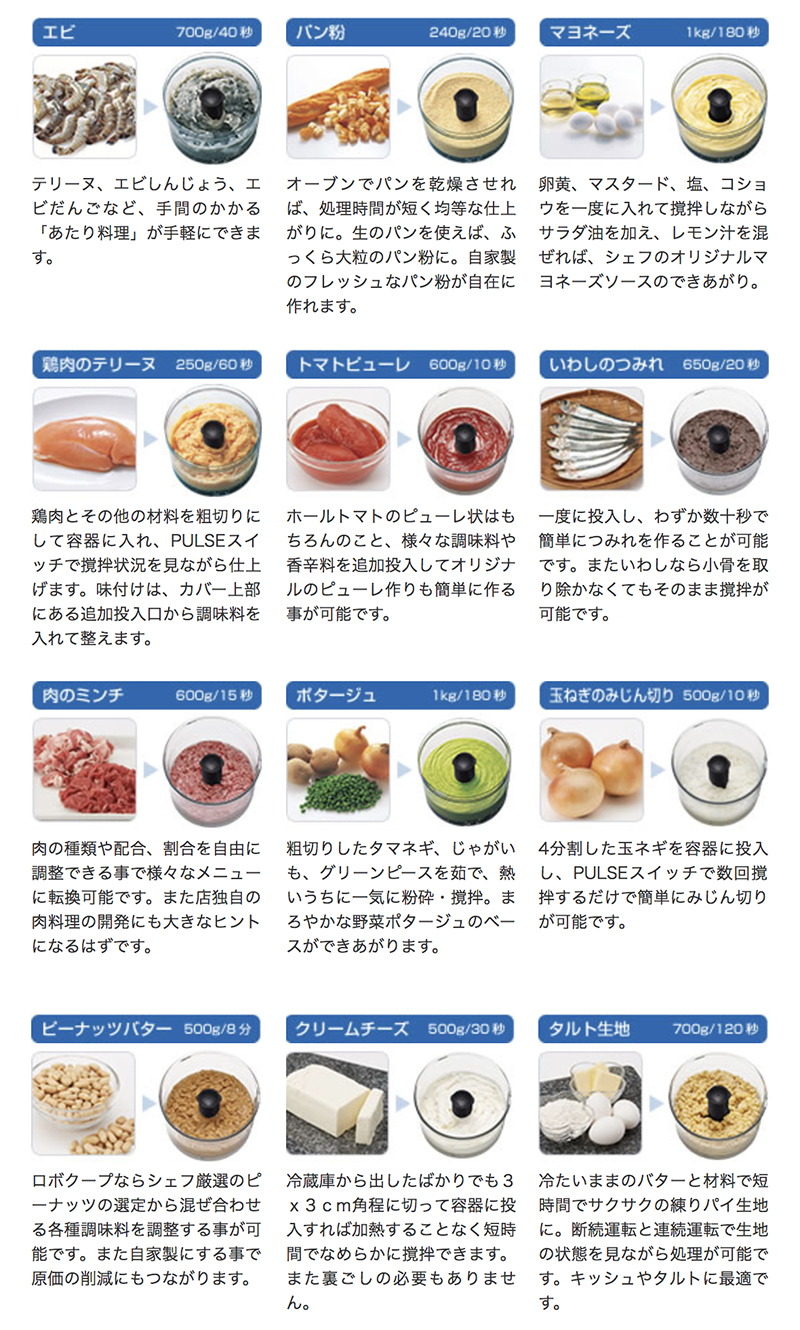 エビ 700g/40秒
テリーヌ、エビしんじょう、エ
ビだんごなど、手間のかかる
「あたり料理」が手軽にできま
す。
パン粉 240g/20秒
オーブンでパンを乾燥させれ
ば、処理時間が短く均等な仕上
がりに。生のパンを使えば、ふ
っくら大粒のパン粉に。自家製
のフレッシュなパン粉が自在に
作れます。
マヨネーズ 1kg/180秒
卵黄、マスタード、塩、コショ
ウを一度に入れて攪拌しながら
サラダ油を加え、レモン汁を混
ぜれば、シェフのオリジナルマ
ヨネーズソースのできあがり。
鶏肉のテリーヌ 250g/60秒
鶏肉とその他の材料を粗切りに
して容器に入れ、PULSEスイ
ッチで攪拌状況を見ながら仕上
げます。味付けは、カバー上部
にある追加投入口から調味料を
入れて整えます。
トマトピューレ 600g/10秒
ホールトマトのピューレ状はも
ちろんのこと、様々な調味料や
香辛料を追加投入してオリジナ
ルのピューレ作りも簡単に作る
事が可能です。
いわしのつみれ 650g/20秒
一度に投入し、わずか数十秒で
簡単につみれを作ることが可能
です。またいわしなら小骨を取
り除かなくてもそのまま攪拌が
可能です。
肉のミンチ 600g/15秒
肉の種類や配合、割合を自由に
調整できる事で様々なメニュー
に転換可能です。また店独自の
肉料理の開発にも大きなヒント
になるはずです。
ポタージュ 1kg/180秒
粗切りしたタマネギ、じゃがい
も、グリーンピースを茹で、熱
いうちに一気に粉砕・攪拌。ま
ろやかな野菜ポタージュのベー
スができあがります。
玉ねぎのみじん切り 500g/10秒
4分割した玉ネギを容器に投入
し、PULSEスイッチで数回攪
拌するだけで簡単にみじん切り
が可能です。
ピーナッツバター 500g/8分
ロボクープならシェフ厳選のピ
ーナッツの選定から混ぜ合わせ
る各種調味料を調整する事が可
能です。また自家製にする事で
原価の削減にもつながります。
クリームチーズ 500g/30秒
冷蔵庫から出したばかりでも３
ｘ３ｃｍ角程に切って容器に投
入すれば加熱することなく短時
間でなめらかに攪拌できます。
また裏ごしの必要もありませ
ん。
タルト生地 700g/120秒
冷たいままのバターと材料で短
時間でサクサクの練りパイ生地
に。断続運転と連続運転で生地
の状態を見ながら処理が可能で
す。キッシュやタルトに最適で
す。